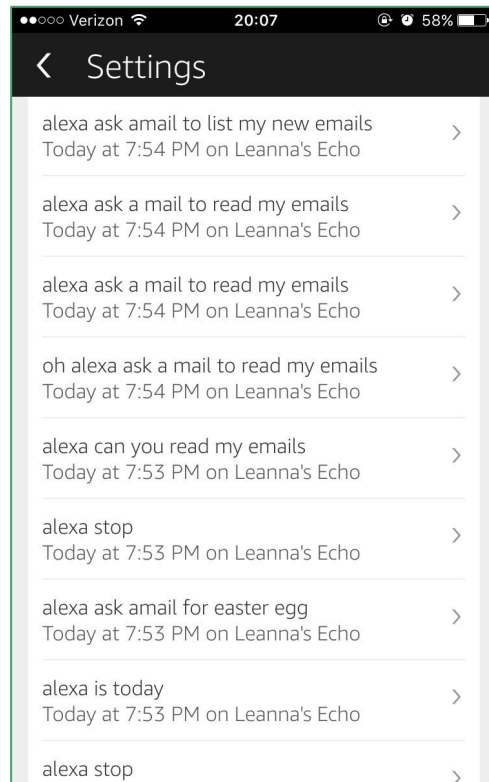 Verizon 20:07 58%
Settings
alexa ask amail to list my new emails
Today at 7:54 PM on Leanna's Echo
alexa ask a mail to read my emails
Today at 7:54 PM on Leanna's Echo
alexa ask a mail to read my emails
Today at 7:54 PM on Leanna's Echo
oh alexa ask a mail to read my emails
Today at 7:54 PM on Leanna's Echo
alexa can you read my emails
Today at 7:53 PM on Leanna's Echo
alexa stop
Today at 7:53 PM on Leanna's Echo
alexa ask amail for easter egg
Today at 7:53 PM on Leanna's Echo
alexa is today
Today at 7:53 PM on Leanna's Echo
alexa stop